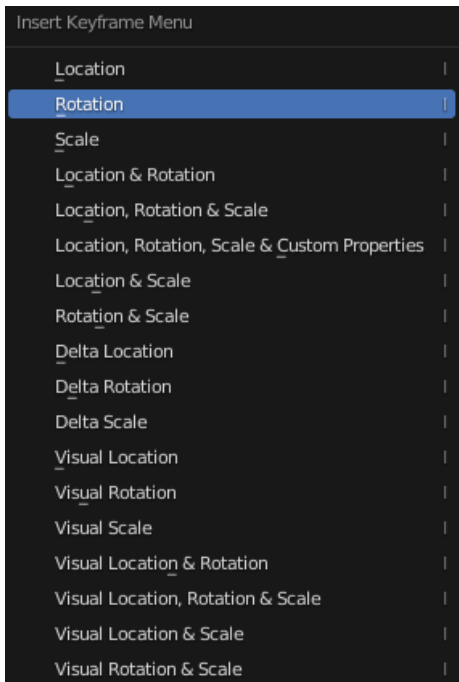 Insert Keyframe Menu
Location I
Rotation I
Scale I
Location & Rotation I
Location, Rotation & Scale I
Location, Rotation, Scale & Custom Properties I
Location & Scale I
Rotation & Scale I
Delta Location I
Delta Rotation I
Delta Scale I
Visual Location I
Visual Rotation I
Visual Scale I
Visual Location & Rotation I
Visual Location, Rotation & Scale I
Visual Location & Scale I
Visual Rotation & Scale I